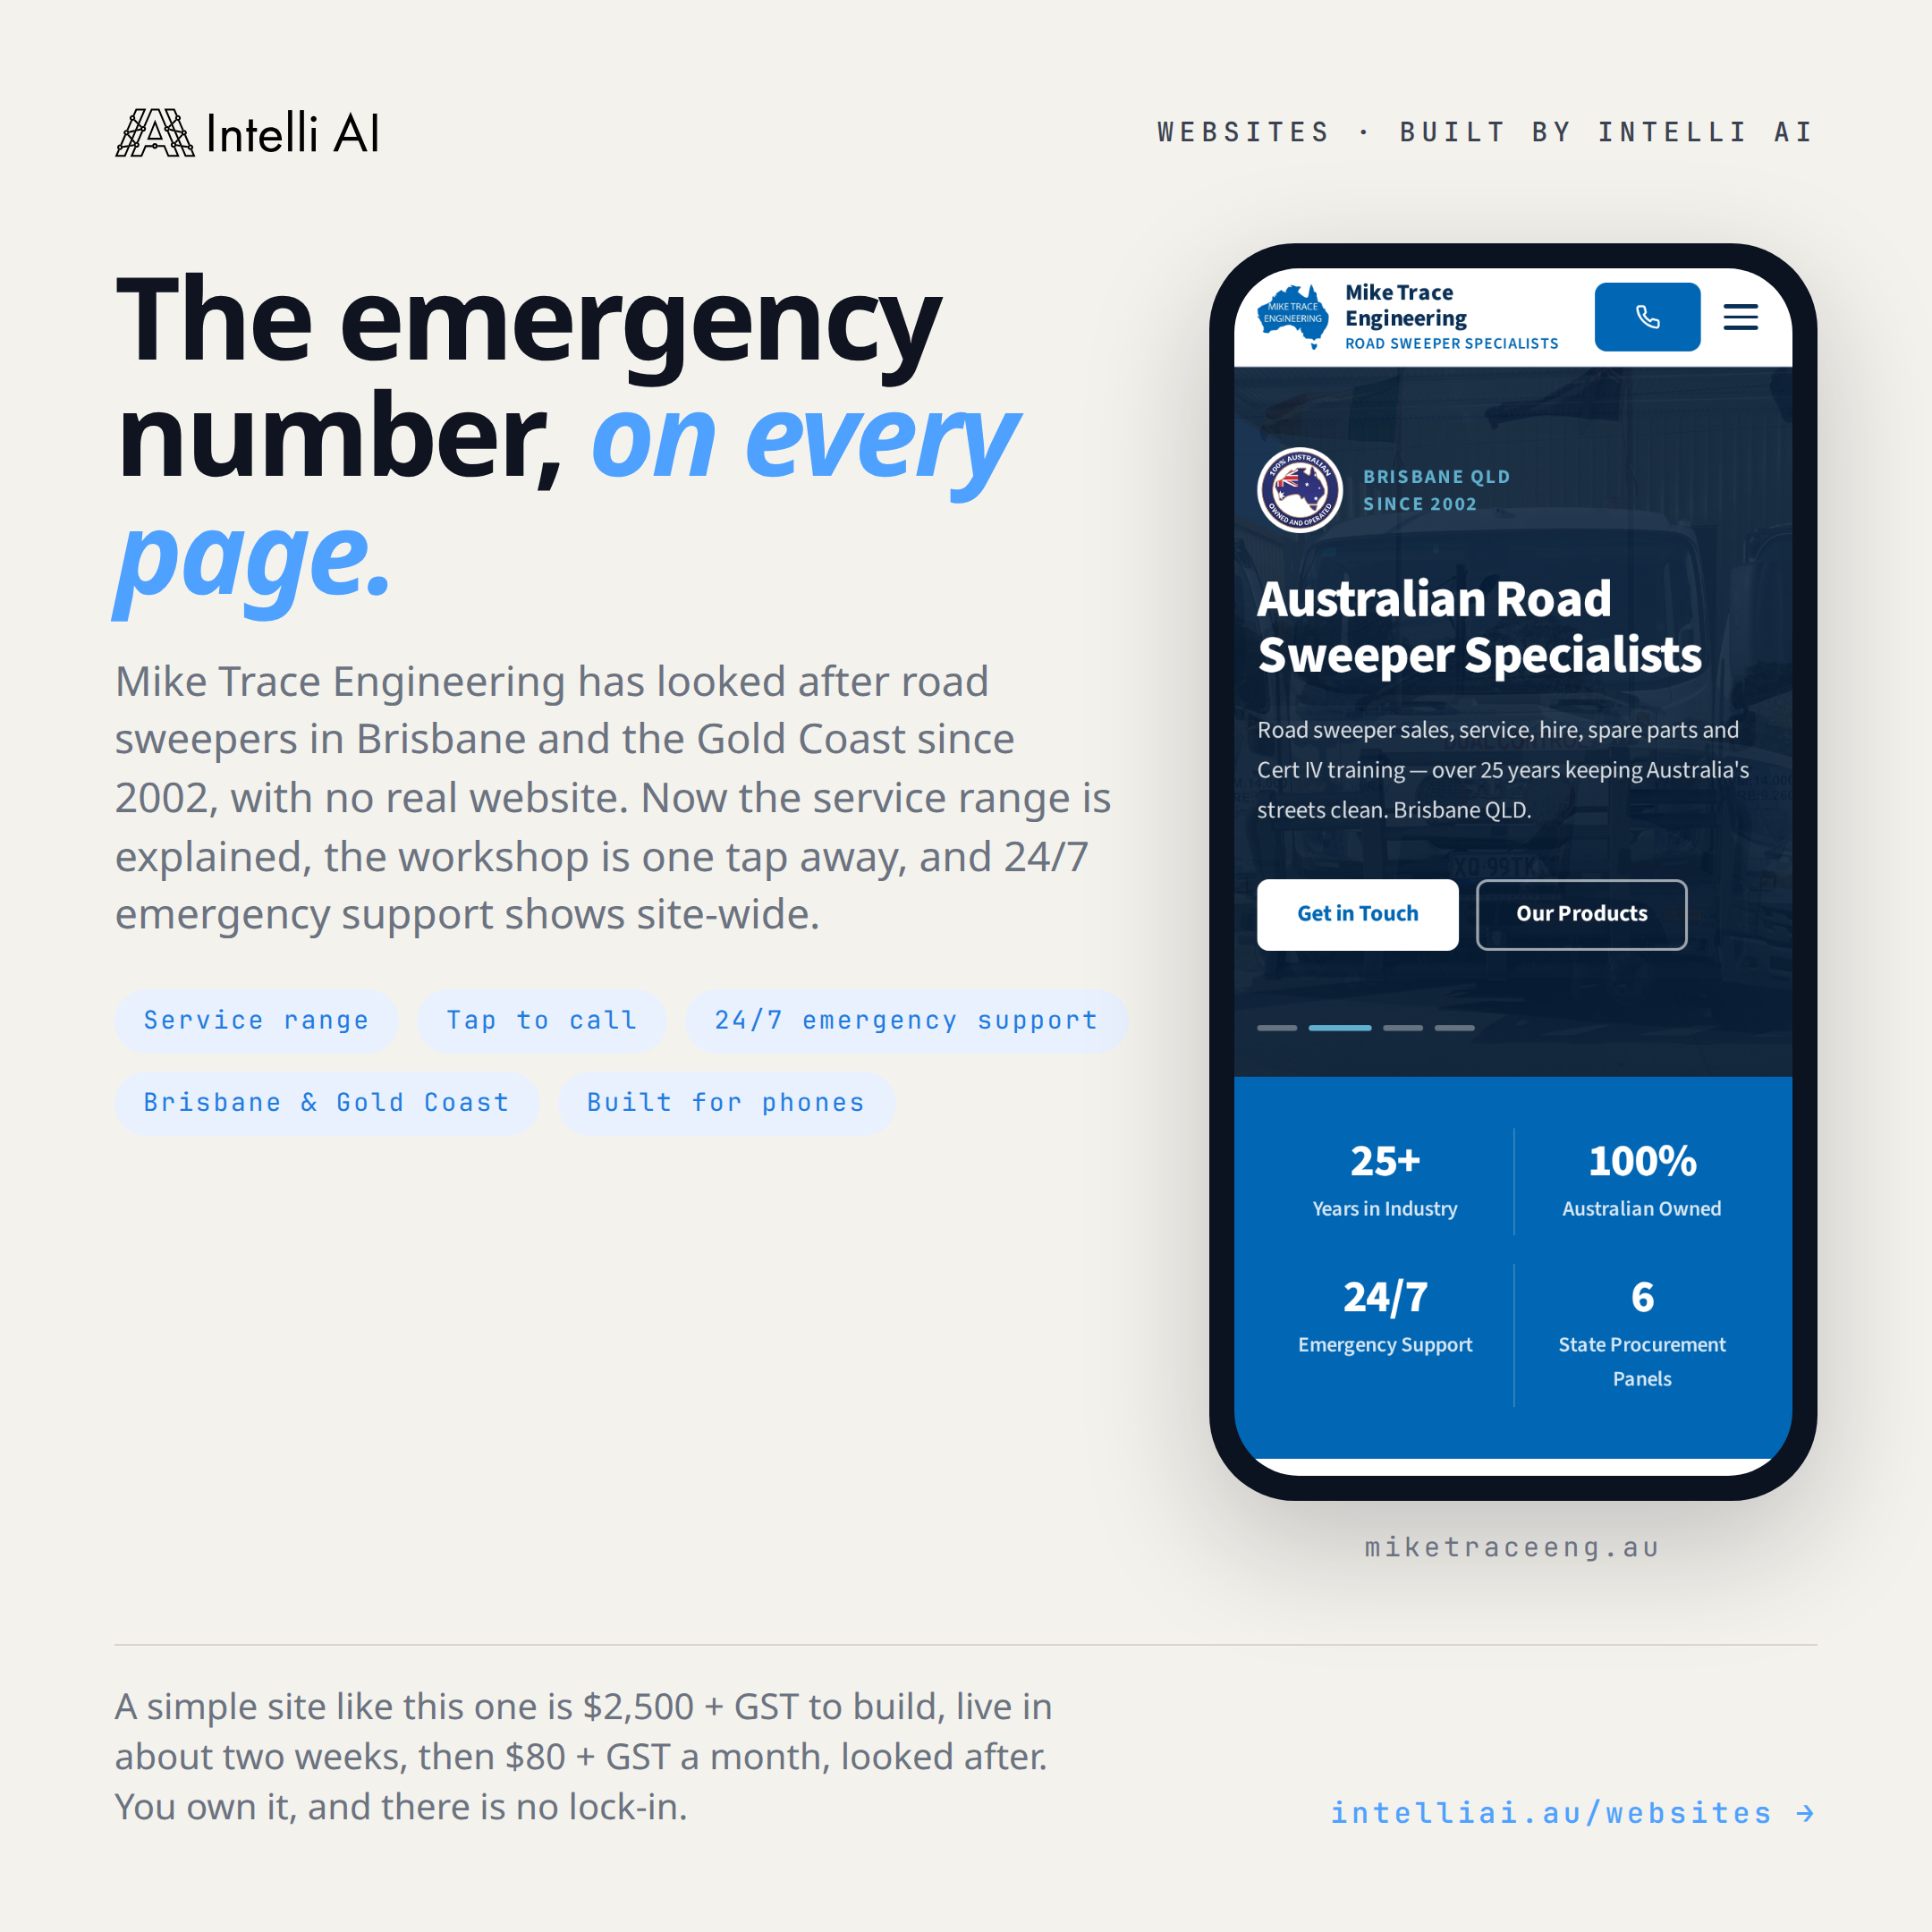 Intelli AI
WEBSITES · BUILT BY INTELLI AI
The emergency
number, on every
page.
Mike Trace Engineering has looked after road
sweepers in Brisbane and the Gold Coast since
2002, with no real website. Now the service range is
explained, the workshop is one tap away, and 24/7
emergency support shows site-wide.
Service range
Tap to call
24/7 emergency support
Brisbane & Gold Coast
Built for phones
MIKE TRACE
ENGINEERING
Mike Trace
Engineering
ROAD SWEEPER SPECIALISTS
100% AUSTRALIAN
OWNED AND OPERATED
BRISBANE QLD
SINCE 2002
Australian Road
Sweeper Specialists
Road sweeper sales, service, hire, spare parts and
Cert IV training — over 25 years keeping Australia's
streets clean. Brisbane QLD.
XQ 99TK
Get in Touch
Our Products
25+
Years in Industry
100%
Australian Owned
24/7
Emergency Support
6
State Procurement
Panels
miketraceeng.au
A simple site like this one is $2,500 + GST to build, live in
about two weeks, then $80 + GST a month, looked after.
You own it, and there is no lock-in.
intelliai.au/websites →